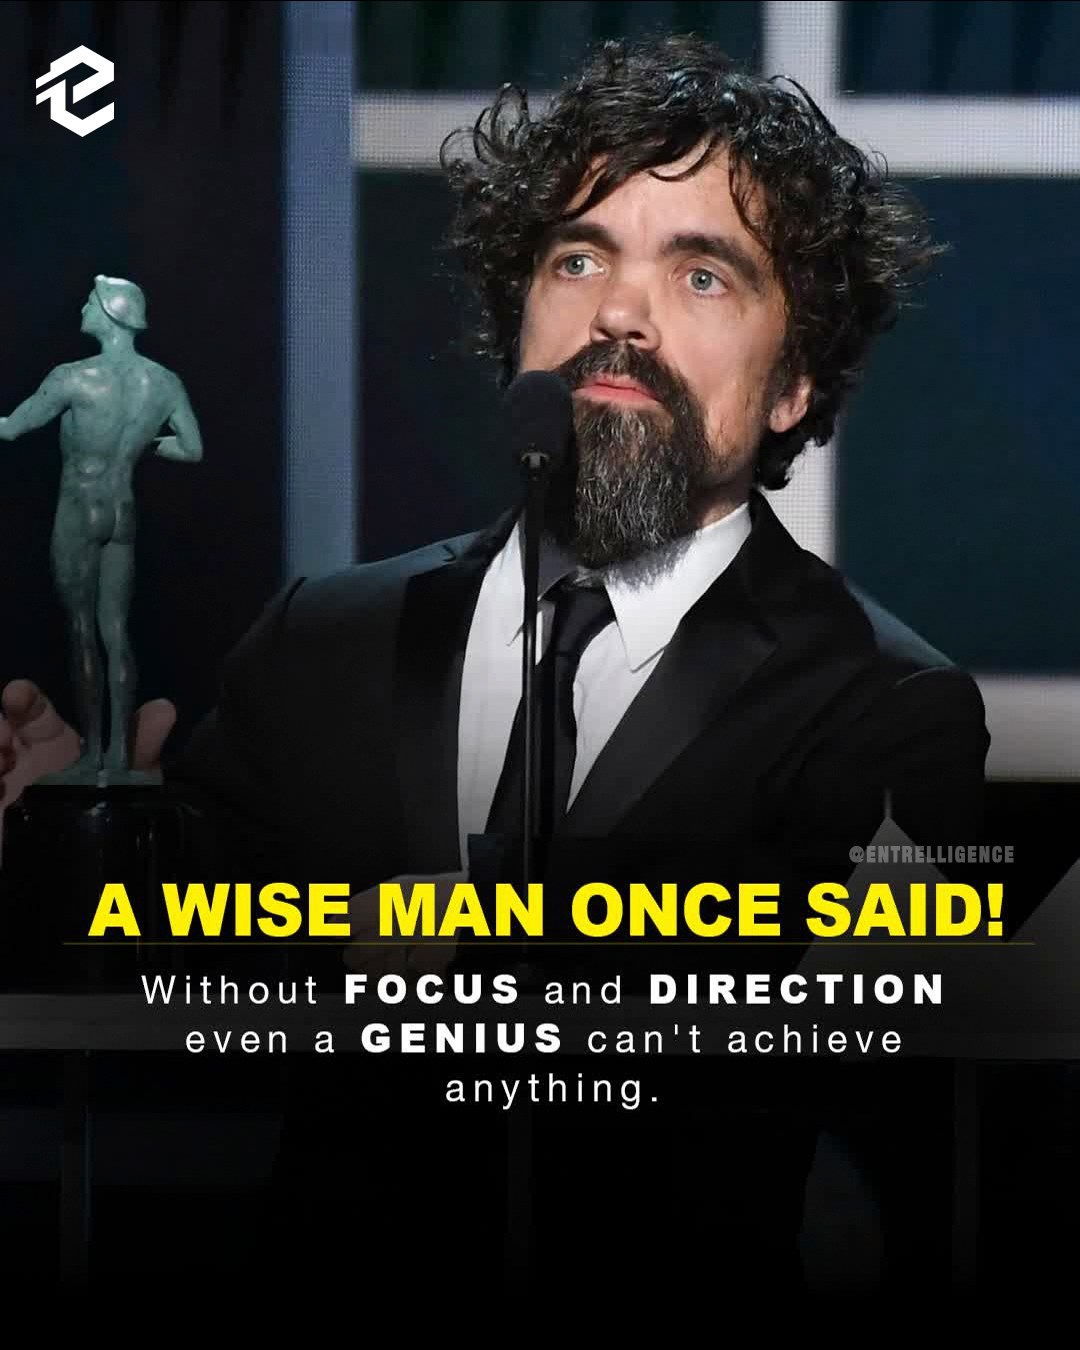 @ENTRELLIGENCE
A WISE MAN ONCE SAID!
Without FOCUS and DIRECTION
even a GENIUS can't achieve
anything.